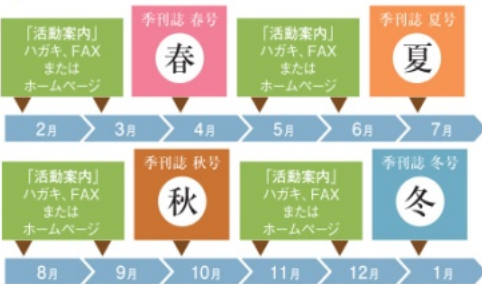 「活動案内」
ハガキ、FAX
または
ホームページ
季刊誌 春号
春
「活動案内」
ハガキ、FAX
または
ホームページ
季刊誌 夏号
夏
2月
3月
4月
5月
6月
7月
「活動案内」
ハガキ、FAX
または
ホームページ
季刊誌 秋号
秋
「活動案内」
ハガキ、FAX
または
ホームページ
季刊誌 冬号
冬
8月
9月
10月
11月
12月
1月